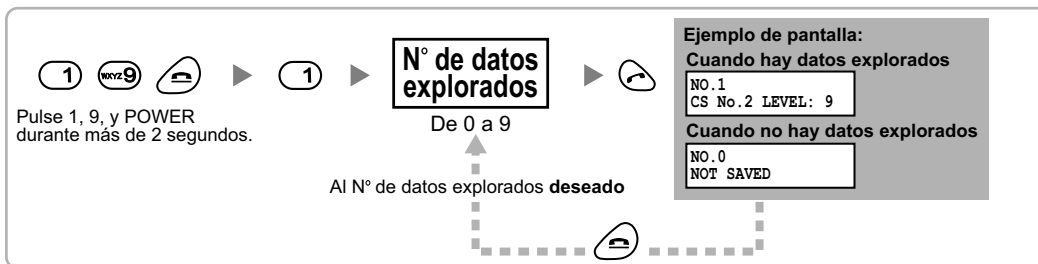 1)
WXYZ 9
Pulse 1, 9, y POWER
durante más de 2 segundos.
1)
N° de datos
explorados
De 0 a 9
Al N° de datos explorados deseado
Ejemplo de pantalla:
Cuando hay datos explorados
NO.1
CS No.2 LEVEL: 9
Cuando no hay datos explorados
NO.0
NOT SAVED